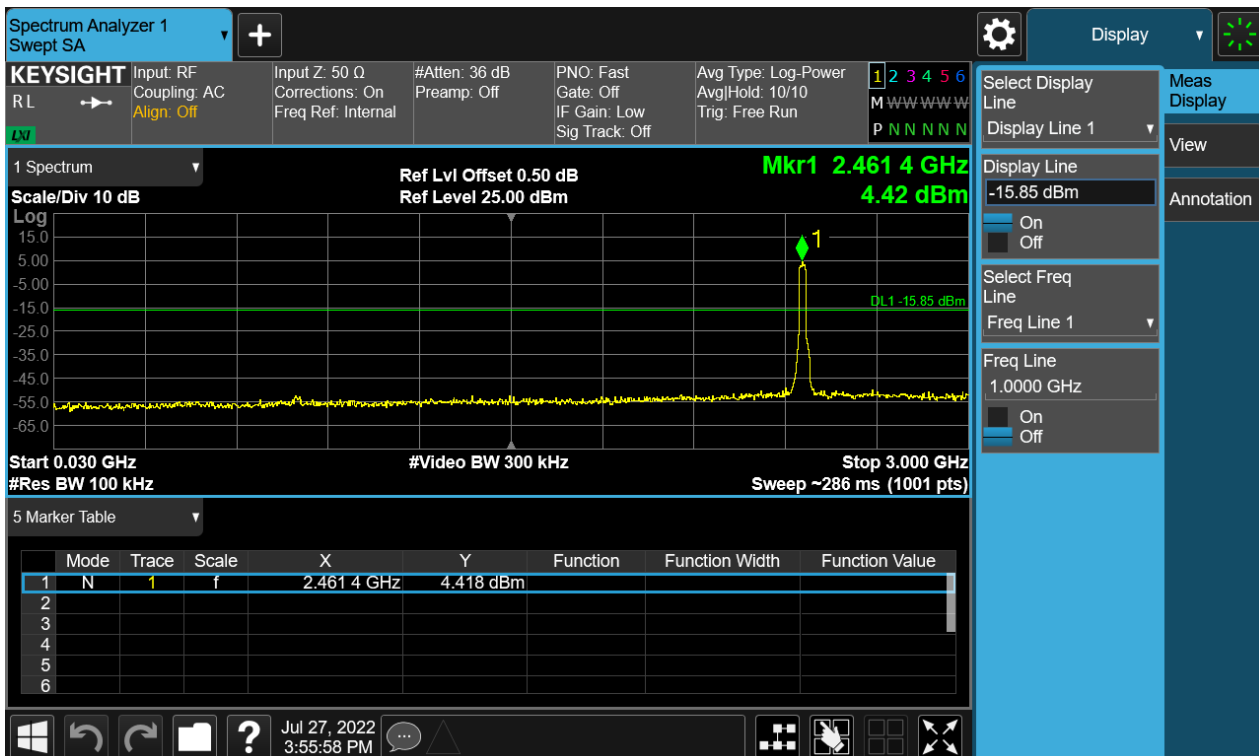 Spectrum Analyzer 1
Swept SA
+
Display
KEYSIGHT
R L
LXI
Input: RF
Coupling: AC
Align: Off
Input Z: 50 Ω
Corrections: On
Freq Ref: Internal
#Atten: 36 dB
Preamp: Off
PNO: Fast
Gate: Off
IF Gain: Low
Sig Track: Off
Avg Type: Log-Power
Avg|Hold: 10/10
Trig: Free Run
1 2 3 4 5 6
M W W W W W
P N N N N N
1 Spectrum
Scale/Div 10 dB
Ref Lvl Offset 0.50 dB
Ref Level 25.00 dBm
Mkr1 2.461 4 GHz
4.42 dBm
Log
15.0
5.00
-5.00
-15.0
-25.0
-35.0
-45.0
-55.0
-65.0
1
DL1 -15.85 dBm
Start 0.030 GHz
#Video BW 300 kHz
Stop 3.000 GHz
#Res BW 100 kHz
Sweep ~286 ms (1001 pts)
5 Marker Table
Mode Trace Scale X Y Function Function Width Function Value
1 N 1 f 2.461 4 GHz 4.418 dBm
2
3
4
5
6
Select Display
Line
Display Line 1
Display Line
-15.85 dBm
On
Off
Select Freq
Line
Freq Line 1
Freq Line
1.0000 GHz
On
Off
Meas
Display
View
Annotation
?
Jul 27, 2022
3:55:58 PM